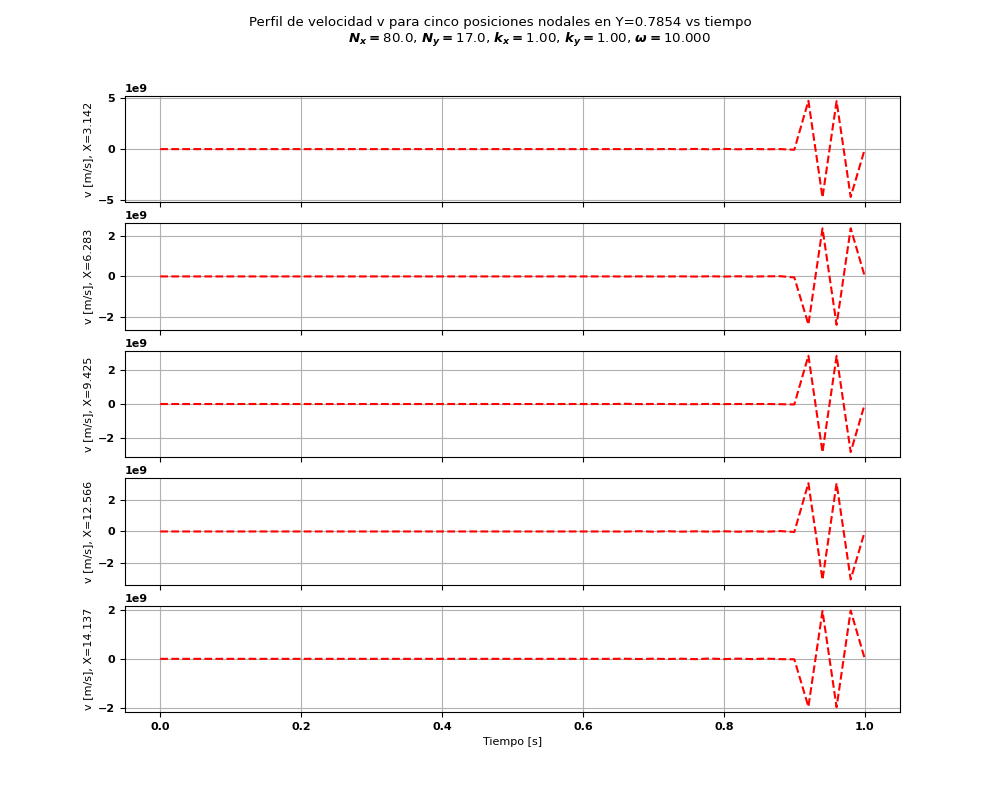 Perfil de velocidad v para cinco posiciones nodales en Y=0.7854 vs tiempo
N_x = 80.0, N_y = 17.0, k_x = 1.00, k_y = 1.00, ω = 10.000
1e9
5
0
−5
v [m/s], X=3.142
1e9
2
0
−2
v [m/s], X=6.283
1e9
2
0
−2
v [m/s], X=9.425
1e9
2
0
−2
v [m/s], X=12.566
1e9
2
0
−2
v [m/s], X=14.137
0.0 0.2 0.4 0.6 0.8 1.0
Tiempo [s]